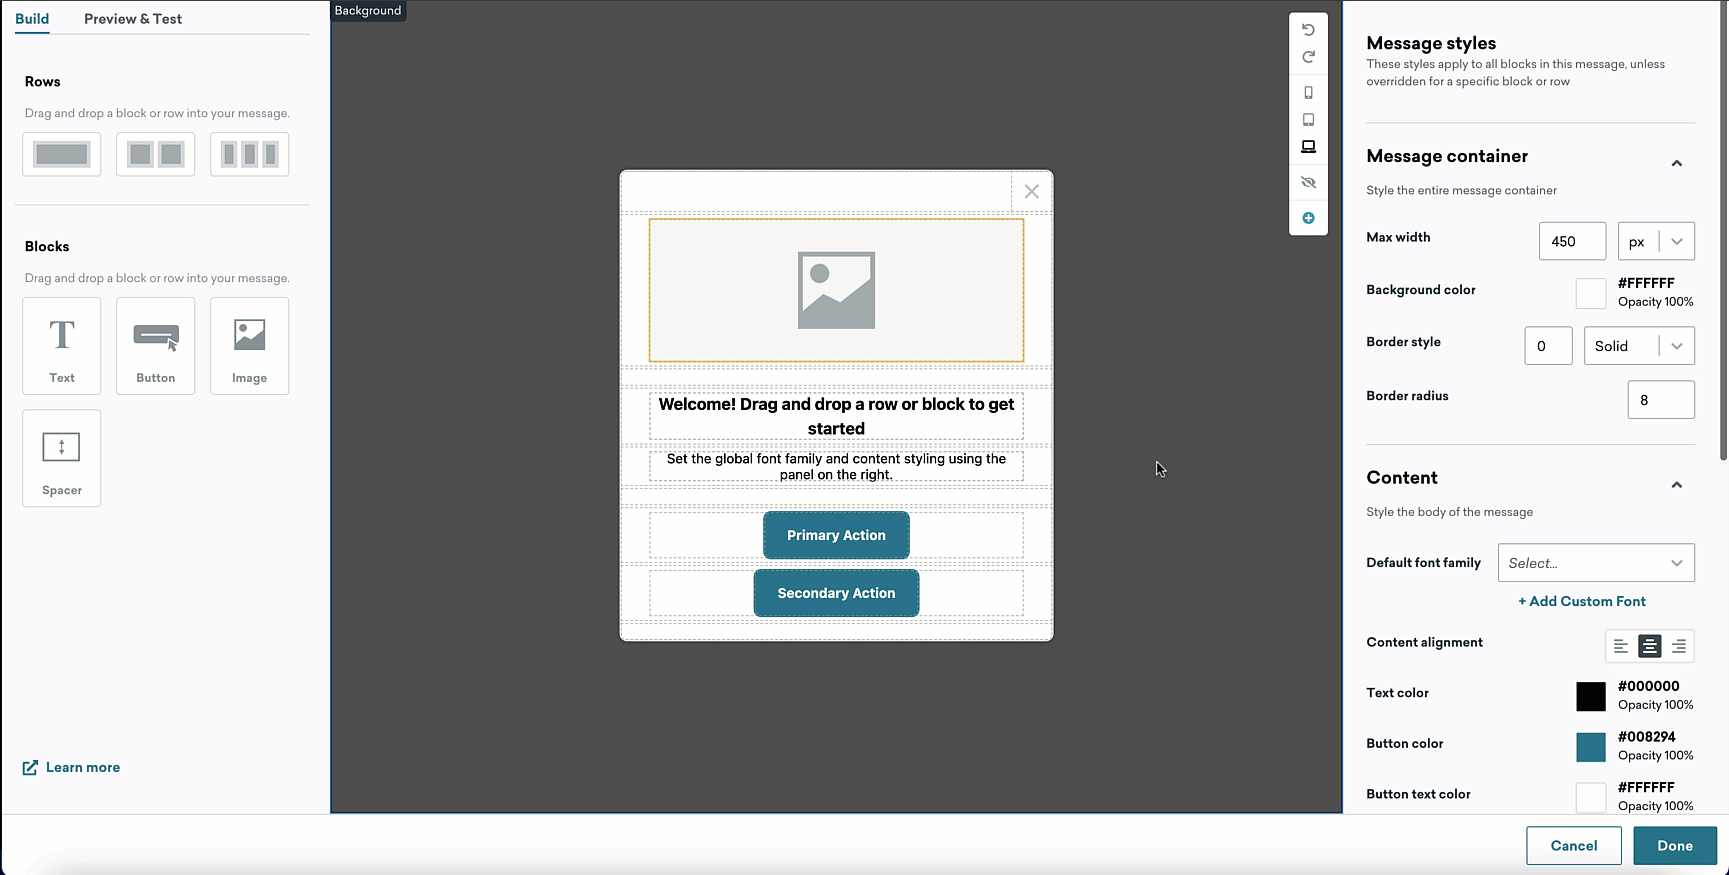 Build
Preview & Test
Rows
Drag and drop a block or row into your message.
Blocks
Drag and drop a block or row into your message.
T
Text
Button
Image
Spacer
Learn more
Background
Welcome! Drag and drop a row or block to get
started
Set the global font family and content styling using the
panel on the right.
Primary Action
Secondary Action
Message styles
These styles apply to all blocks in this message, unless
overridden for a specific block or row
Message container
Style the entire message container
Max width
450
px
Background color
#FFFFFF
Opacity 100%
Border style
0
Solid
Border radius
8
Content
Style the body of the message
Default font family
Select...
+ Add Custom Font
Content alignment
Text color
#000000
Opacity 100%
Button color
#008294
Opacity 100%
Button text color
#FFFFFF
Opacity 100%
Cancel
Done